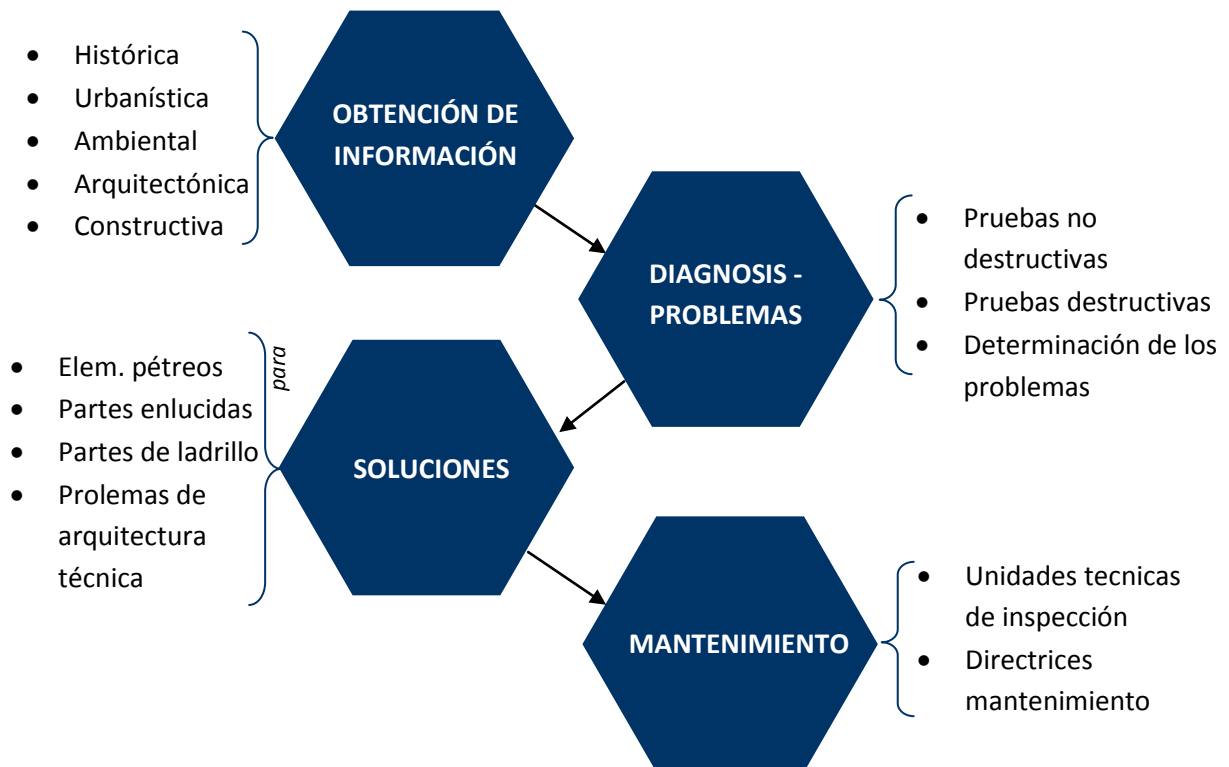 • Histórica
• Urbanística
• Ambiental
• Arquitectónica
• Constructiva
OBTENCIÓN DE
INFORMACIÓN
DIAGNOSIS -
PROBLEMAS
• Pruebas no
destructivas
• Pruebas destructivas
• Determinación de los
problemas
• Elem. pétreos
• Partes enlucidas
• Partes de ladrillo
• Prolemas de
arquitectura
técnica
para
SOLUCIONES
MANTENIMIENTO
• Unidades tecnicas
de inspección
• Directrices
mantenimiento